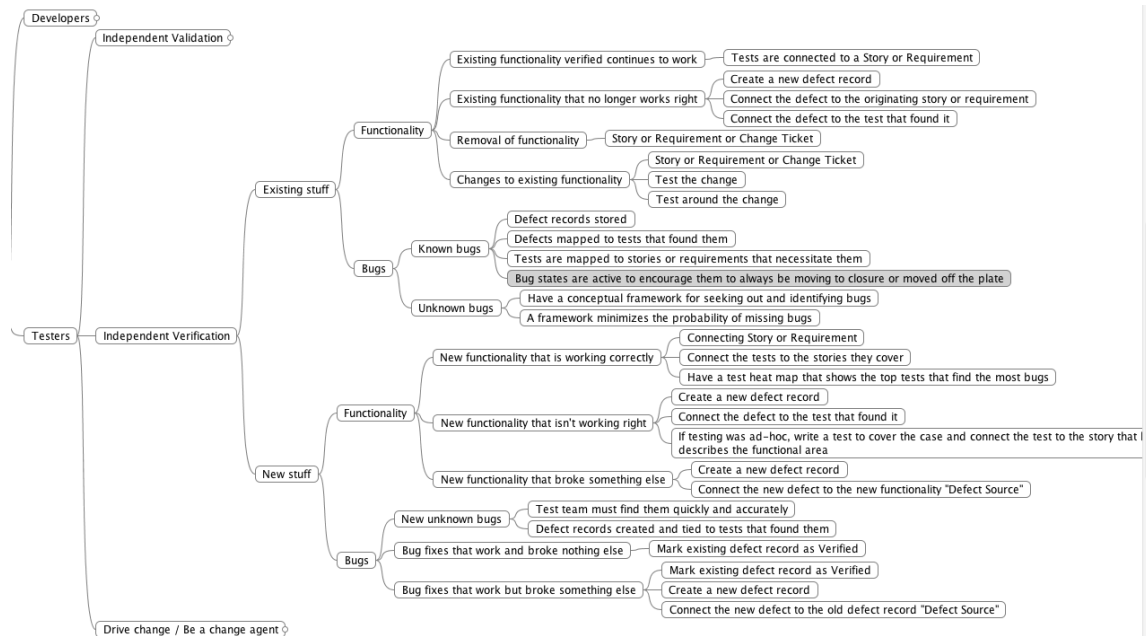 Developers
Independent Validation
Existing functionality verified continues to work
Tests are connected to a Story or Requirement
Create a new defect record
Existing functionality that no longer works right
Connect the defect to the originating story or requirement
Connect the defect to the test that found it
Functionality
Removal of functionality
Story or Requirement or Change Ticket
Story or Requirement or Change Ticket
Changes to existing functionality
Test the change
Test around the change
Existing stuff
Defect records stored
Known bugs
Defects mapped to tests that found them
Tests are mapped to stories or requirements that necessitate them
Bugs
Bug states are active to encourage them to always be moving to closure or moved off the plate
Have a conceptual framework for seeking out and identifying bugs
Unknown bugs
A framework minimizes the probability of missing bugs
Testers
Independent Verification
Connecting Story or Requirement
New functionality that is working correctly
Connect the tests to the stories they cover
Have a test heat map that shows the top tests that find the most bugs
Functionality
Create a new defect record
New functionality that isn't working right
Connect the defect to the test that found it
If testing was ad-hoc, write a test to cover the case and connect the test to the story that
describes the functional area
New stuff
New functionality that broke something else
Create a new defect record
Connect the new defect to the new functionality "Defect Source"
New unknown bugs
Test team must find them quickly and accurately
Defect records created and tied to tests that found them
Bugs
Bug fixes that work and broke nothing else
Mark existing defect record as Verified
Mark existing defect record as Verified
Bug fixes that work but broke something else
Create a new defect record
Connect the new defect to the old defect record "Defect Source"
Drive change / Be a change agent